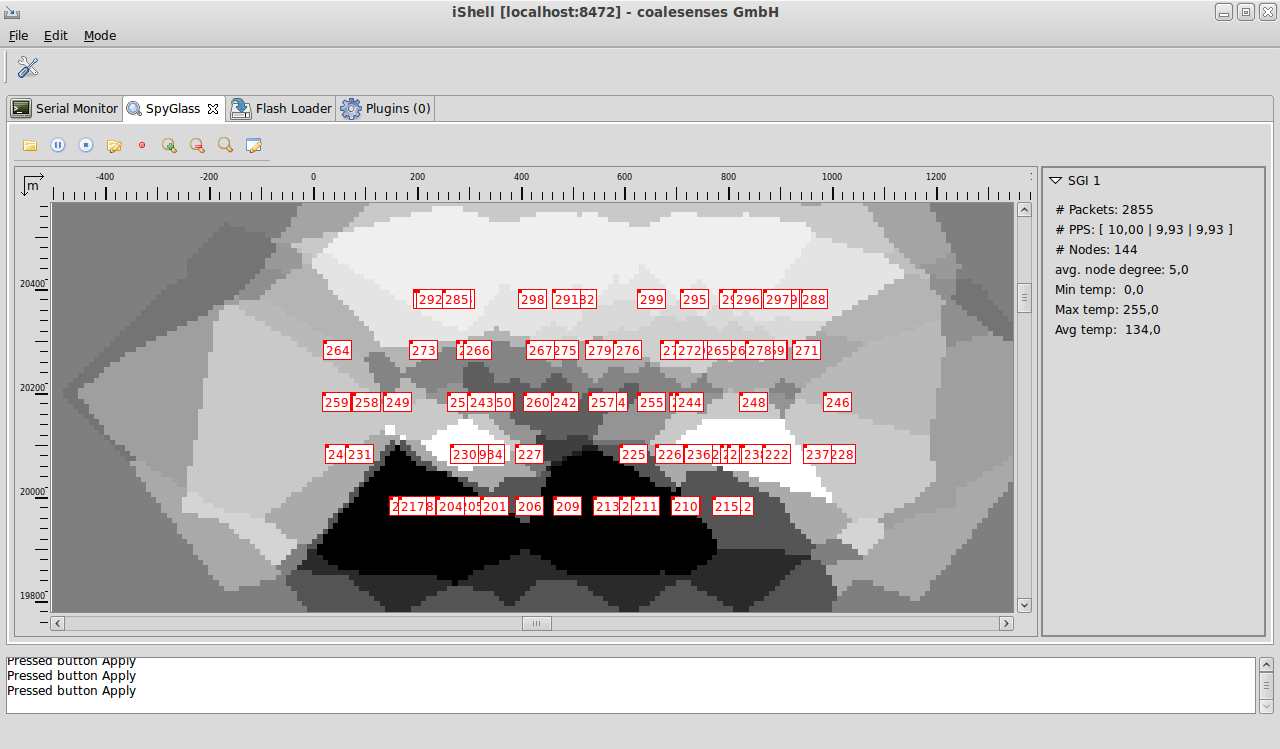 iShell [localhost:8472] - coalesenses GmbH
File Edit Mode
Serial Monitor SpyGlass Flash Loader Plugins (0)
m -400 -200 0 200 400 600 800 1000 1200
SGI 1
# Packets: 2855
# PPS: [ 10,00 | 9,93 | 9,93 ]
# Nodes: 144
avg. node degree: 5,0
Min temp: 0,0
Max temp: 255,0
Avg temp: 134,0
20400
292 285 298 291 32 299 295 29 296 297 9 288
264 273 2 266 267 275 279 276 27 272 265 26 278 69 271
20200
259 258 249 25 243 50 260 242 257 4 255 244 248 246
24 231 230 9 34 227 225 226 236 2 2 23 222 237 228
20000
2 217 8 204 05 201 206 209 213 2 211 210 215 2
19800
Pressed button Apply
Pressed button Apply
Pressed button Apply